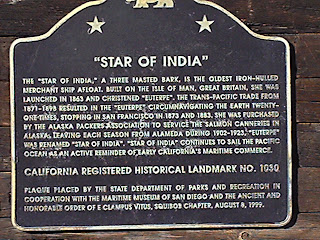 "STAR OF INDIA"
THE "STAR OF INDIA," A THREE MASTED BARK, IS THE OLDEST IRON-HULLED
MERCHANT SHIP AFLOAT. BUILT ON THE ISLE OF MAN, GREAT BRITAIN, SHE WAS
LAUNCHED IN 1863 AND CHRISTENED "EUTERPE". THE TRANS-PACIFIC TRADE FROM
1871-1898 RESULTED IN THE "EUTERPE" CIRCUMNAVIGATING THE EARTH TWENTY-
ONE TIMES, STOPPING IN SAN FRANCISCO IN 1873 AND 1883. SHE WAS PURCHASED
BY THE ALASKA PACKERS ASSOCIATION TO SERVICE THE SALMON CANNERIES IN
ALASKA, LEAVING EACH SEASON FROM ALAMEDA DURING 1902-1923. "EUTERPE"
WAS RENAMED "STAR OF INDIA". "STAR OF INDIA" CONTINUES TO SAIL THE PACIFIC
OCEAN AS AN ACTIVE REMINDER OF EARLY CALIFORNIA'S MARITIME COMMERCE.
CALIFORNIA REGISTERED HISTORICAL LANDMARK NO. 1030
PLAQUE PLACED BY THE STATE DEPARTMENT OF PARKS AND RECREATION IN
COOPERATION WITH THE MARITIME MUSEUM OF SAN DIEGO AND THE ANCIENT AND
HONORABLE ORDER OF E CLAMPUS VITUS, SQUIBOB CHAPTER, AUGUST 8, 1999.